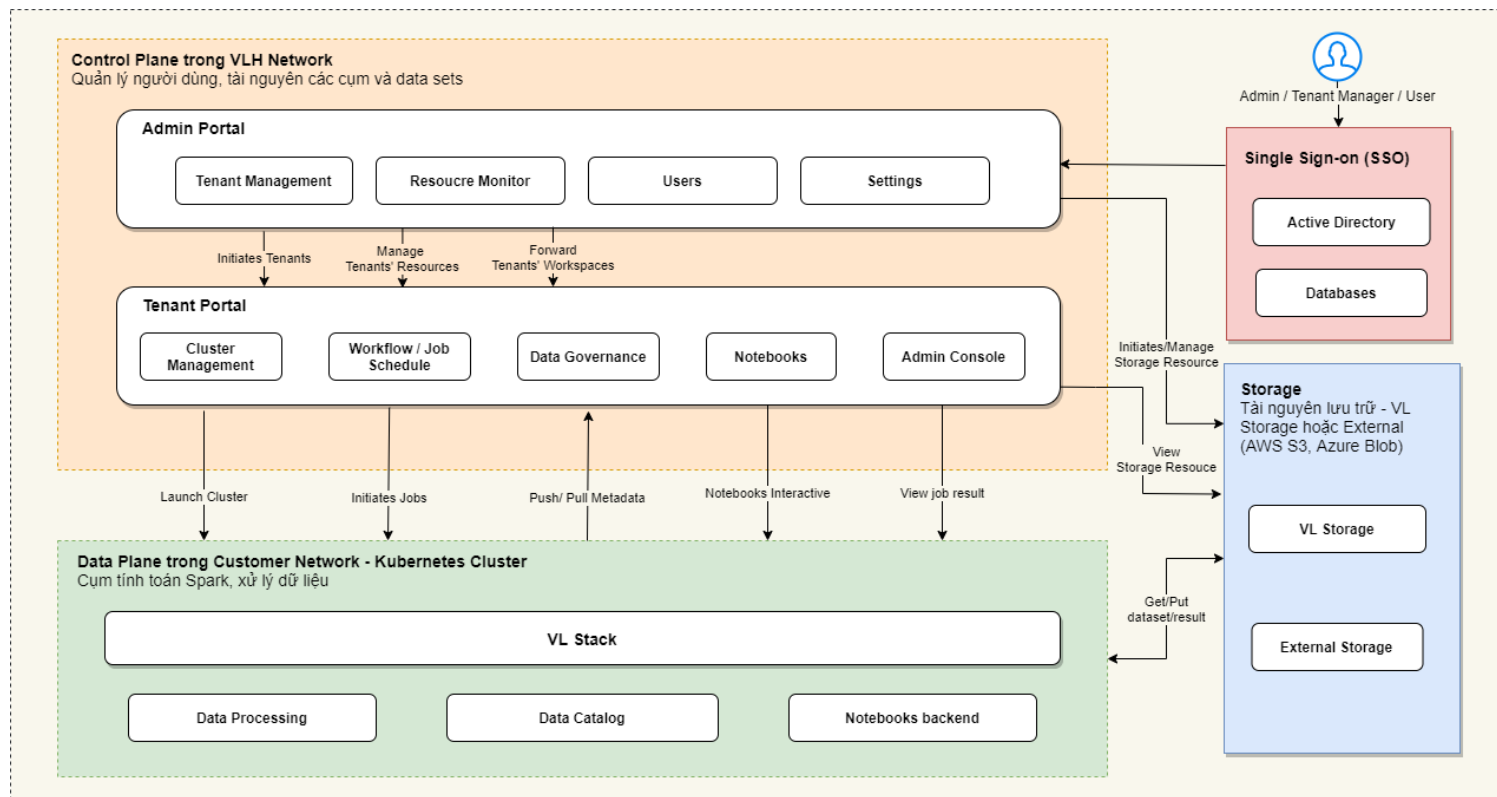 Control Plane trong VLH Network
Quản lý người dùng, tài nguyên các cụm và data sets
Admin / Tenant Manager / User
Admin Portal
Tenant Management
Resoucre Monitor
Users
Settings
Single Sign-on (SSO)
Active Directory
Databases
Initiates Tenants
Manage
Tenants' Resources
Forward
Tenants' Workspaces
Tenant Portal
Cluster
Management
Workflow / Job
Schedule
Data Governance
Notebooks
Admin Console
Initiates/Manage
Storage Resource
View
Storage Resouce
Storage
Tài nguyên lưu trữ - VL
Storage hoặc External
(AWS S3, Azure Blob)
VL Storage
External Storage
Launch Cluster
Initiates Jobs
Push/ Pull Metadata
Notebooks Interactive
View job result
Get/Put
dataset/result
Data Plane trong Customer Network - Kubernetes Cluster
Cụm tính toán Spark, xử lý dữ liệu
VL Stack
Data Processing
Data Catalog
Notebooks backend